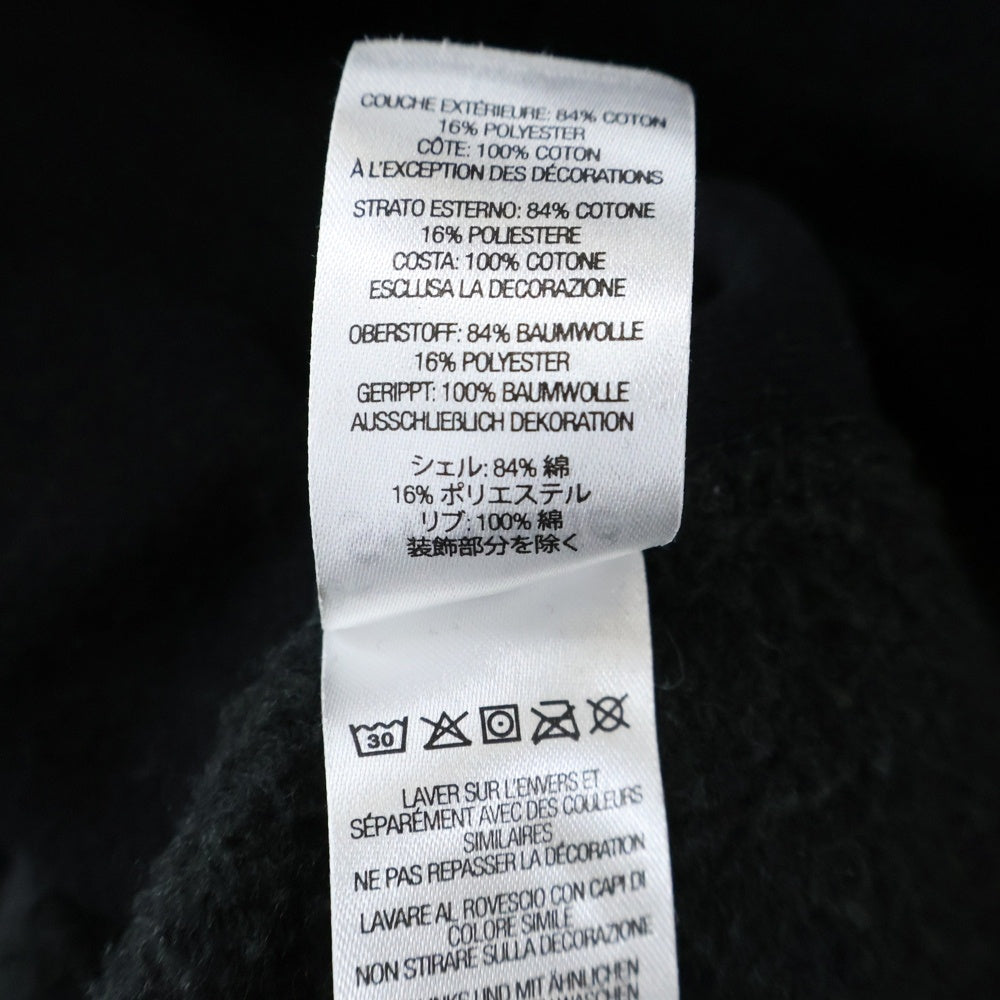 COUCHE EXTÉRIEURE: 84% COTON
16% POLYESTER
CÔTE: 100% COTON
À L'EXCEPTION DES DÉCORATIONS
STRATO ESTERNO: 84% COTONE
16% POLIESTERE
COSTA: 100% COTONE
ESCLUSA LA DECORAZIONE
OBERSTOFF: 84% BAUMWOLLE
16% POLYESTER
GERIPPT: 100% BAUMWOLLE
AUSSCHLIEßLICH DEKORATION
シェル: 84% 綿
16% ポリエステル
リブ: 100% 綿
装飾部分を除く
30
LAVER SUR L'ENVERS ET
SÉPARÉMENT AVEC DES COULEURS
SIMILAIRES
NE PAS REPASSER LA DÉCORATION
LAVARE AL ROVESCIO CON CAPI DI
COLORE SIMILE
NON STIRARE SULLA DECORAZIONE
UND MIT ÄHNLICHEN